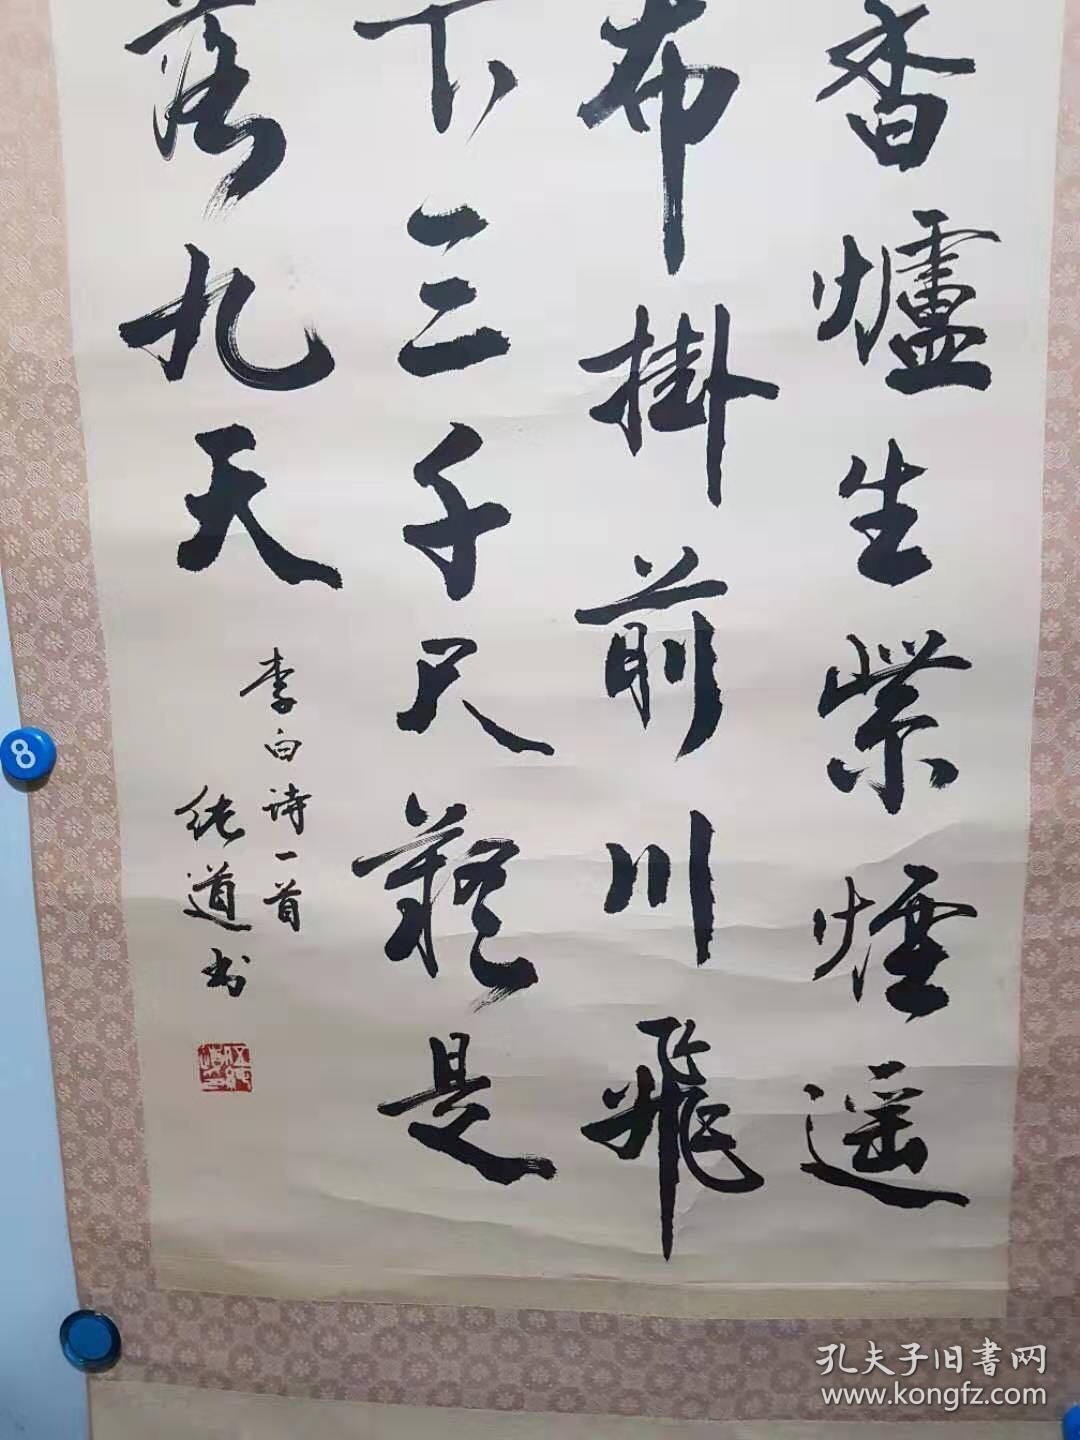 香爐生紫煙遥
布掛前川飛
下三千尺疑是
落九天
李白诗一首
纯道书
8
孔夫子旧書网
www.kongfz.com